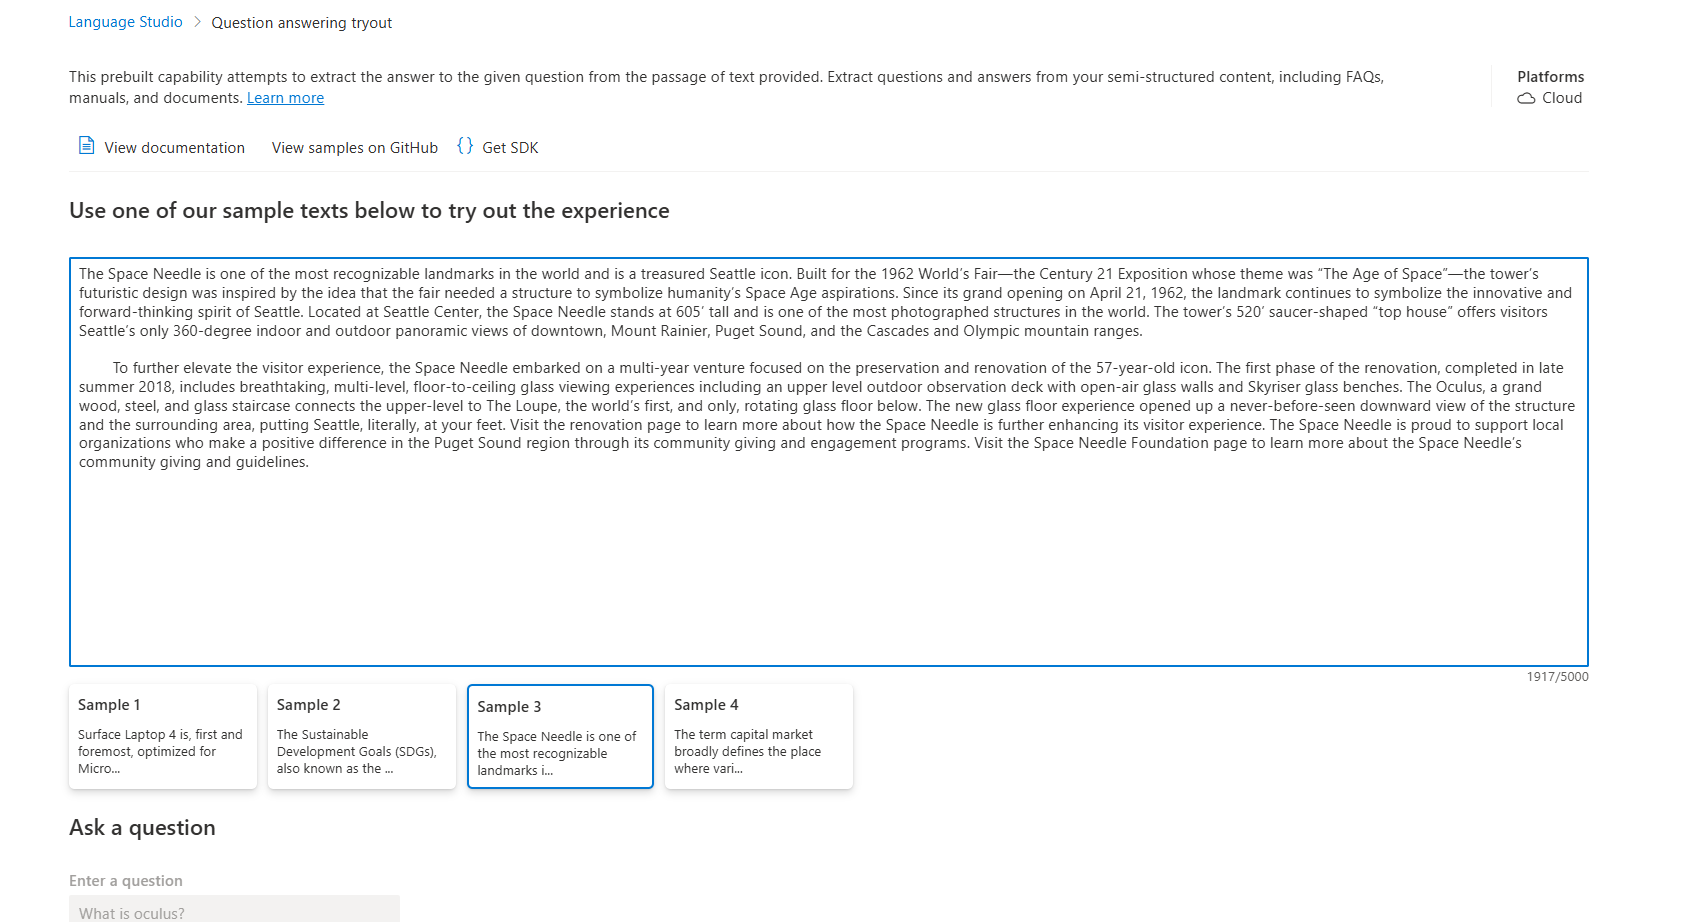 Language Studio > Question answering tryout
This prebuilt capability attempts to extract the answer to the given question from the passage of text provided. Extract questions and answers from your semi-structured content, including FAQs,
manuals, and documents. Learn more
Platforms
Cloud
View documentation View samples on GitHub {} Get SDK
Use one of our sample texts below to try out the experience
The Space Needle is one of the most recognizable landmarks in the world and is a treasured Seattle icon. Built for the 1962 World’s Fair—the Century 21 Exposition whose theme was “The Age of Space”—the tower’s
futuristic design was inspired by the idea that the fair needed a structure to symbolize humanity’s Space Age aspirations. Since its grand opening on April 21, 1962, the landmark continues to symbolize the innovative and
forward-thinking spirit of Seattle. Located at Seattle Center, the Space Needle stands at 605’ tall and is one of the most photographed structures in the world. The tower’s 520’ saucer-shaped “top house” offers visitors
Seattle’s only 360-degree indoor and outdoor panoramic views of downtown, Mount Rainier, Puget Sound, and the Cascades and Olympic mountain ranges.
To further elevate the visitor experience, the Space Needle embarked on a multi-year venture focused on the preservation and renovation of the 57-year-old icon. The first phase of the renovation, completed in late
summer 2018, includes breathtaking, multi-level, floor-to-ceiling glass viewing experiences including an upper level outdoor observation deck with open-air glass walls and Skyriser glass benches. The Oculus, a grand
wood, steel, and glass staircase connects the upper-level to The Loupe, the world’s first, and only, rotating glass floor below. The new glass floor experience opened up a never-before-seen downward view of the structure
and the surrounding area, putting Seattle, literally, at your feet. Visit the renovation page to learn more about how the Space Needle is further enhancing its visitor experience. The Space Needle is proud to support local
organizations who make a positive difference in the Puget Sound region through its community giving and engagement programs. Visit the Space Needle Foundation page to learn more about the Space Needle’s
community giving and guidelines.
1917/5000
Sample 1
Surface Laptop 4 is, first and
foremost, optimized for
Micro...
Sample 2
The Sustainable
Development Goals (SDGs),
also known as the ...
Sample 3
The Space Needle is one of
the most recognizable
landmarks i...
Sample 4
The term capital market
broadly defines the place
where vari...
Ask a question
Enter a question
What is oculus?